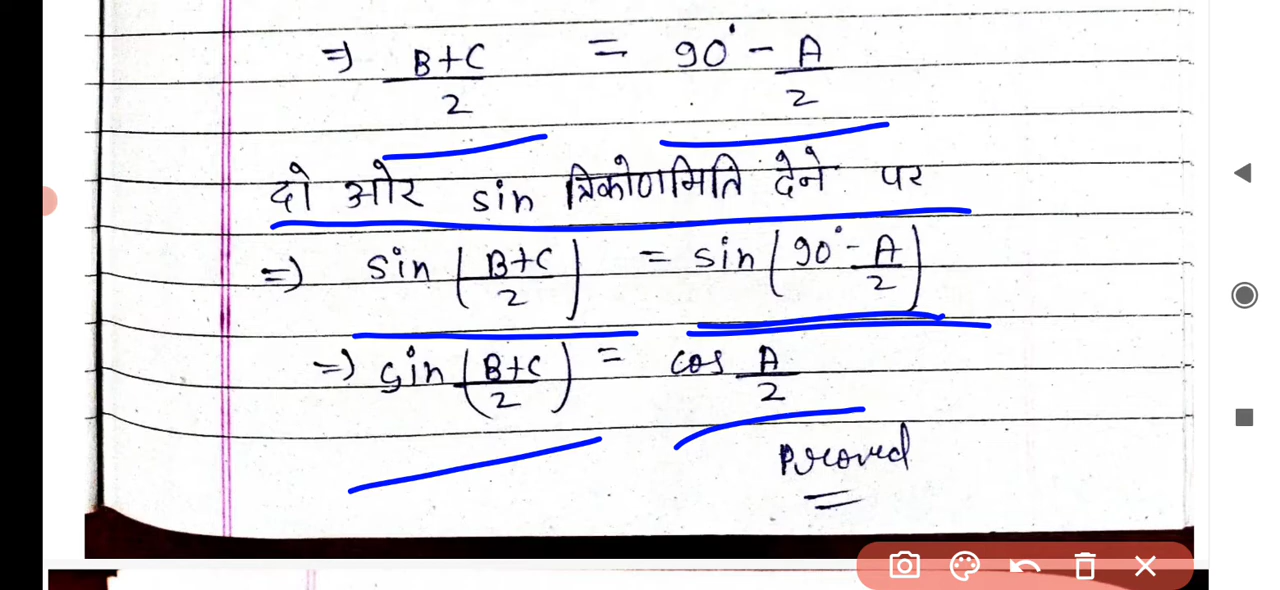 ⇒ B+C/2 = 90° - A/2
दो ओर sin त्रिकोणमिति देने पर
⇒ sin (B+C/2) = sin (90° - A/2)
⇒ sin (B+C/2) = cos A/2
Proved